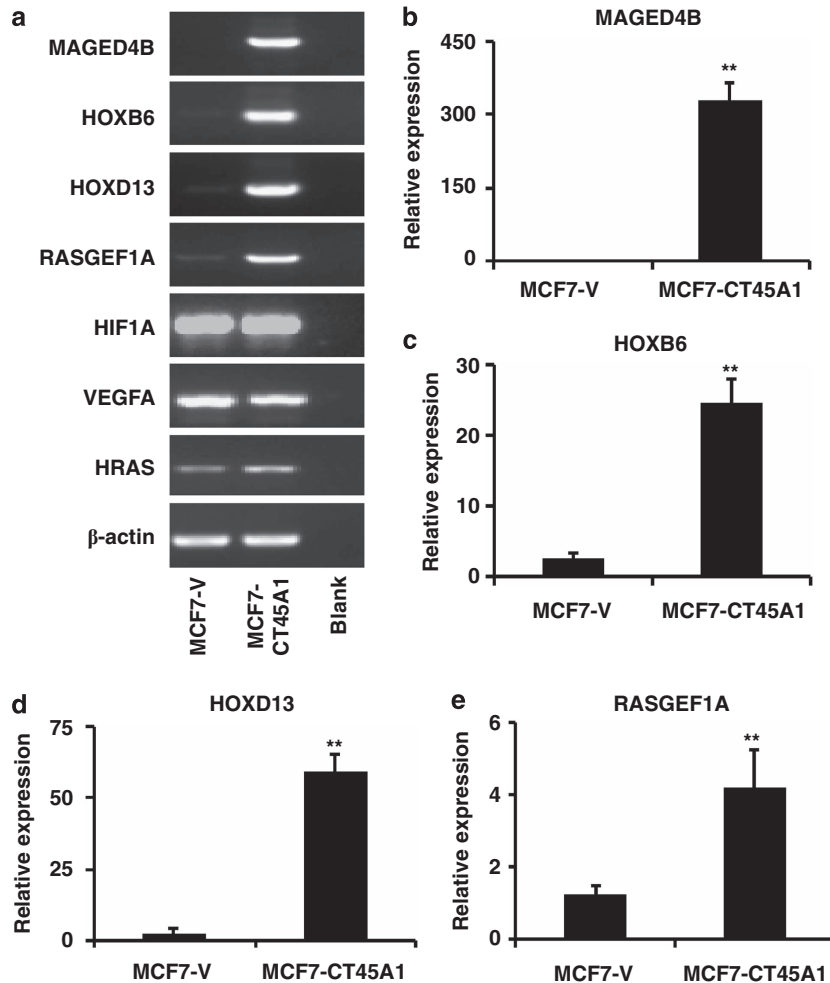 a
MAGED4B
HOXB6
HOXD13
RASGEF1A
HIF1A
VEGFA
HRAS
β-actin
MCF7-V
MCF7-
CT45A1
Blank
b
MAGED4B
Relative expression
450
300
150
0
**
MCF7-V
MCF7-CT45A1
c
HOXB6
Relative expression
30
20
10
0
**
MCF7-V
MCF7-CT45A1
d
HOXD13
Relative expression
75
50
25
0
**
MCF7-V
MCF7-CT45A1
e
RASGEF1A
Relative expression
6
4
2
0
**
MCF7-V
MCF7-CT45A1